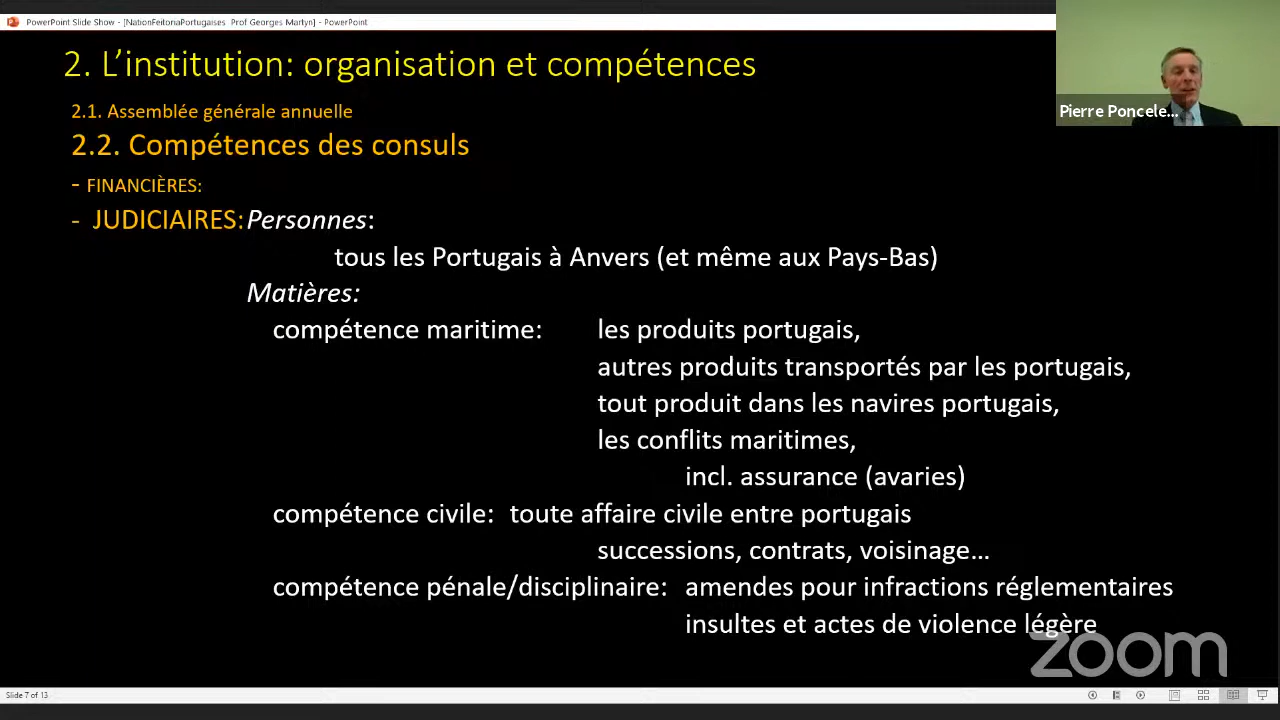 PowerPoint Slide Show - [NationFeitoriaPortugaises Prof Georges Martyn] - PowerPoint
2. L’institution: organisation et compétences
2.1. Assemblée générale annuelle
2.2. Compétences des consuls
- FINANCIÈRES:
- JUDICIAIRES: Personnes:
tous les Portugais à Anvers (et même aux Pays-Bas)
Matières:
compétence maritime: les produits portugais,
autres produits transportés par les portugais,
tout produit dans les navires portugais,
les conflits maritimes,
incl. assurance (avaries)
compétence civile: toute affaire civile entre portugais
successions, contrats, voisinage…
compétence pénale/disciplinaire: amendes pour infractions réglementaires
insultes et actes de violence légère
Pierre Poncele...
zoom
Slide 7 of 13